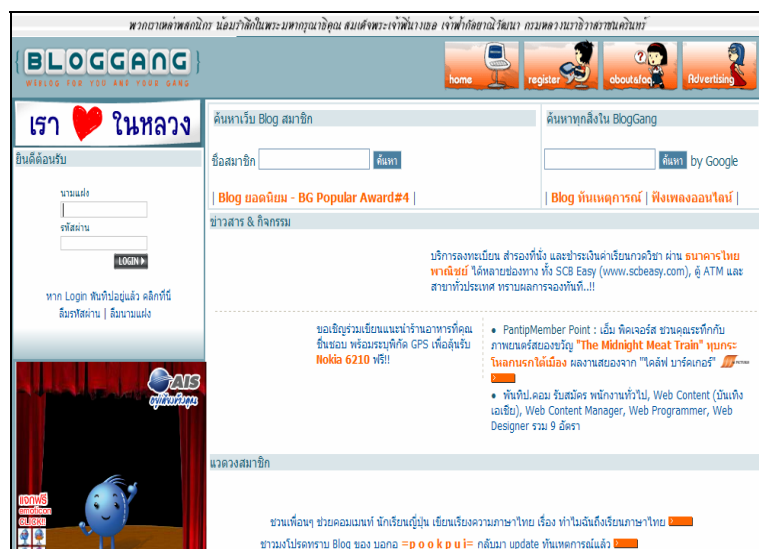 พวกเราเหล่าพสกนิกร น้อมรำลึกในพระมหากรุณาธิคุณ สมเด็จพระเจ้าพี่นางเธอ เจ้าฟ้ากัลยาณิวัฒนา กรมหลวงนราธิวาสราชนครินทร์
{BLOGGANG}
WEBLOG FOR YOU AND YOUR GANG
home
register
about&faq
Advertising
เรา ในหลวง
ยินดีต้อนรับ
นามแฝง
รหัสผ่าน
LOGIN
หาก Login พันทิปอยู่แล้ว คลิกที่นี่
ลืมรหัสผ่าน | ลืมนามแฝง
AIS
อยู่เคียงข้างคุณ
แจกฟรี
emoticon
CLICK!!
ค้นหาเว็บ Blog สมาชิก
ชื่อสมาชิก ค้นหา
| Blog ยอดนิยม - BG Popular Award#4 |
ค้นหาทุกสิ่งใน BlogGang
ค้นหา by Google
| Blog ทันเหตุการณ์ | ฟังเพลงออนไลน์ |
ข่าวสาร & กิจกรรม
บริการลงทะเบียน สำรองที่นั่ง และชำระเงินค่าเรียนกวดวิชา ผ่าน ธนาคารไทย
พาณิชย์ ได้หลายช่องทาง ทั้ง SCB Easy (www.scbeasy.com), ตู้ ATM และ
สาขาทั่วประเทศ ทราบผลการจองทันที..!!
ขอเชิญร่วมเขียนแนะนำร้านอาหารที่คุณ
ชื่นชอบ พร้อมระบุพิกัด GPS เพื่อลุ้นรับ
Nokia 6210 ฟรี!!
• PantipMember Point : เอ็ม พิคเจอร์ส ชวนคุณระทึกกับ
ภาพยนตร์สยองขวัญ "The Midnight Meat Train" ทุบกระ
โหลกนรกใต้เมือง ผลงานสยองจาก "ไคล์ฟ บาร์คเกอร์"
• พันทิป.คอม รับสมัคร พนักงานทั่วไป, Web Content (บันเทิง
เอเชีย), Web Content Manager, Web Programmer, Web
Designer รวม 9 อัตรา
แวดวงสมาชิก
ชวนเพื่อนๆ ช่วยคอมเมนท์ นักเรียนญี่ปุ่น เขียนเรียงความภาษาไทย เรื่อง ทำไมฉันถึงเรียนภาษาไทย
ชาวมงโปรดทราบ Blog ของ บอกอ =p o o k p u i= กลับมา update ทันเหตุการณ์แล้ว